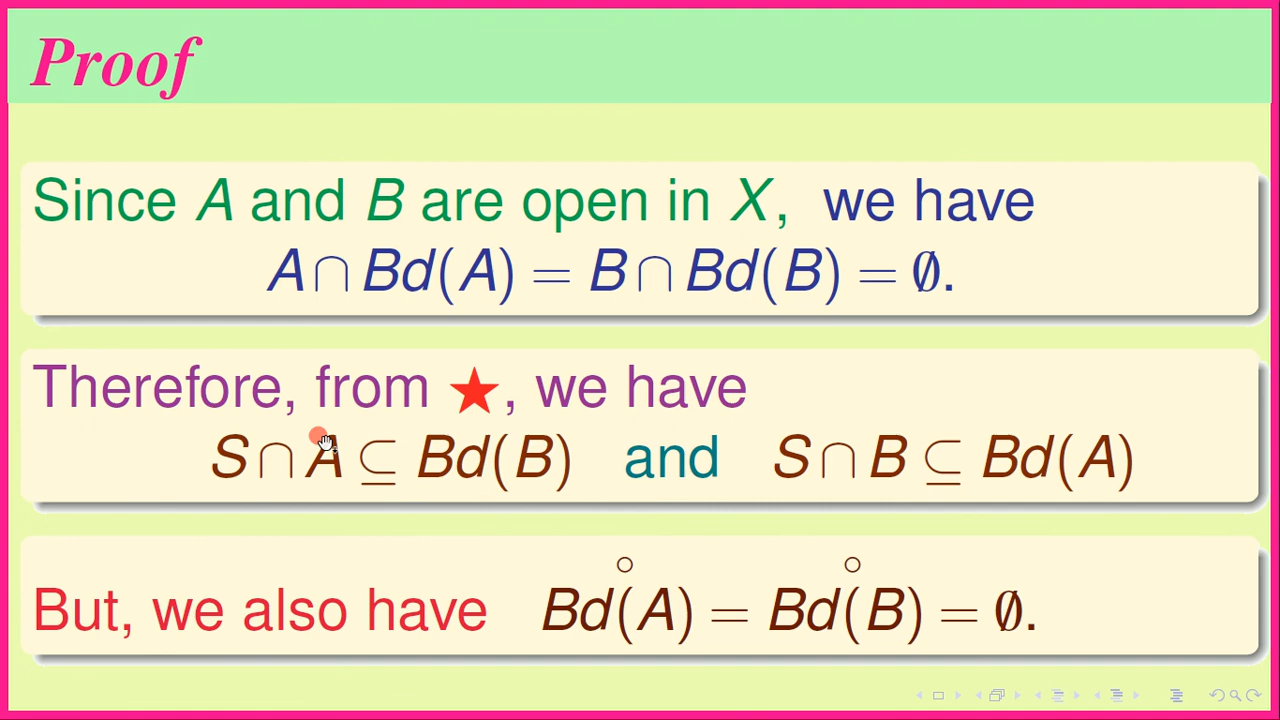 Proof
Since A and B are open in X, we have
A ∩ Bd(A) = B ∩ Bd(B) = ∅.
Therefore, from ★, we have
S ∩ A ⊆ Bd(B) and S ∩ B ⊆ Bd(A)
But, we also have Bd(A)° = Bd(B)° = ∅.